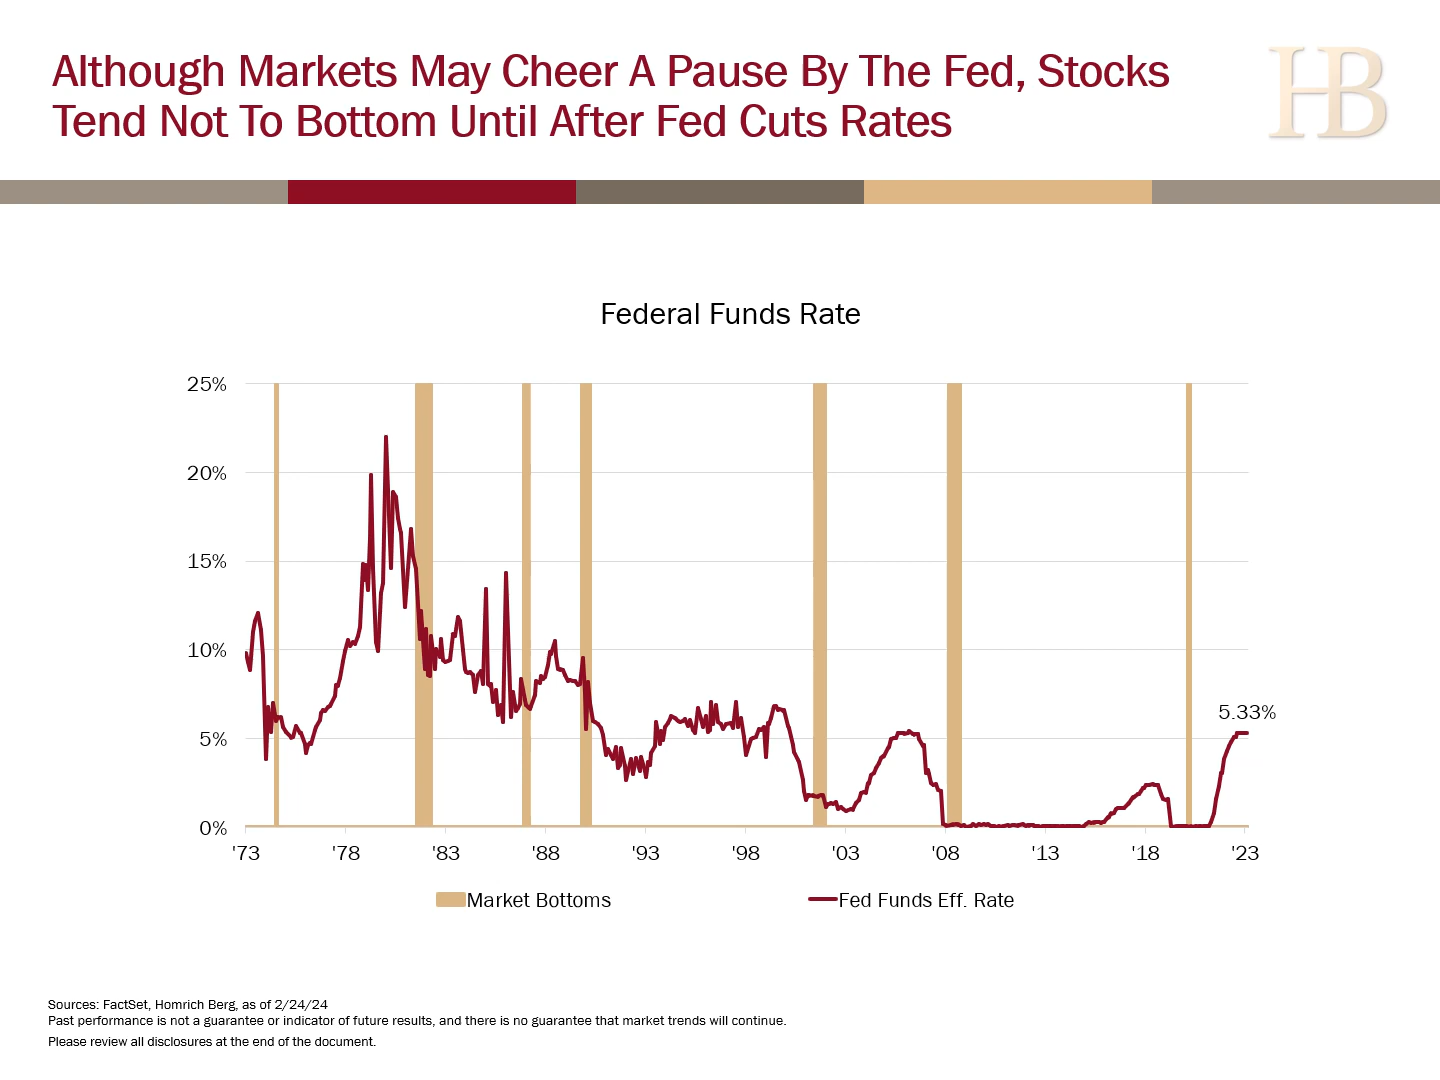 Although Markets May Cheer A Pause By The Fed, Stocks
Tend Not To Bottom Until After Fed Cuts Rates
HB
Federal Funds Rate
25%
20%
15%
10%
5%
0%
5.33%
'73 '78 '83 '88 '93 '98 '03 '08 '13 '18 '23
Market Bottoms Fed Funds Eff. Rate
Sources: FactSet, Homrich Berg, as of 2/24/24
Past performance is not a guarantee or indicator of future results, and there is no guarantee that market trends will continue.
Please review all disclosures at the end of the document.